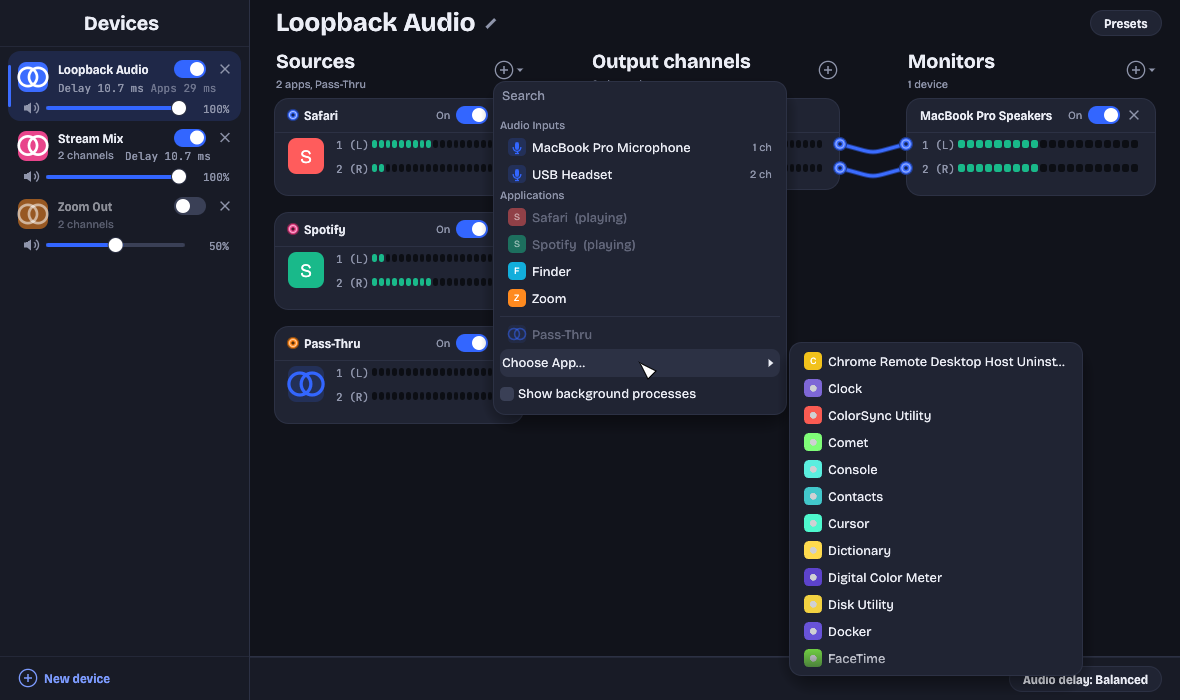 Devices
Loopback Audio
Delay 10.7 ms Apps 29 ms
100%
Stream Mix
2 channels Delay 10.7 ms
100%
Zoom Out
2 channels
50%
New device
Loopback Audio
Presets
Sources
2 apps, Pass-Thru
Output channels
Monitors
1 device
Safari
On
S
1 (L)
2 (R)
Spotify
On
S
1 (L)
2 (R)
Pass-Thru
On
1 (L)
2 (R)
Search
Audio Inputs
MacBook Pro Microphone 1 ch
USB Headset 2 ch
Applications
S Safari (playing)
S Spotify (playing)
F Finder
Z Zoom
Pass-Thru
Choose App...
Show background processes
MacBook Pro Speakers On
1 (L)
2 (R)
C Chrome Remote Desktop Host Uninst...
Clock
ColorSync Utility
Comet
Console
Contacts
Cursor
Dictionary
Digital Color Meter
Disk Utility
Docker
FaceTime
Audio delay: Balanced